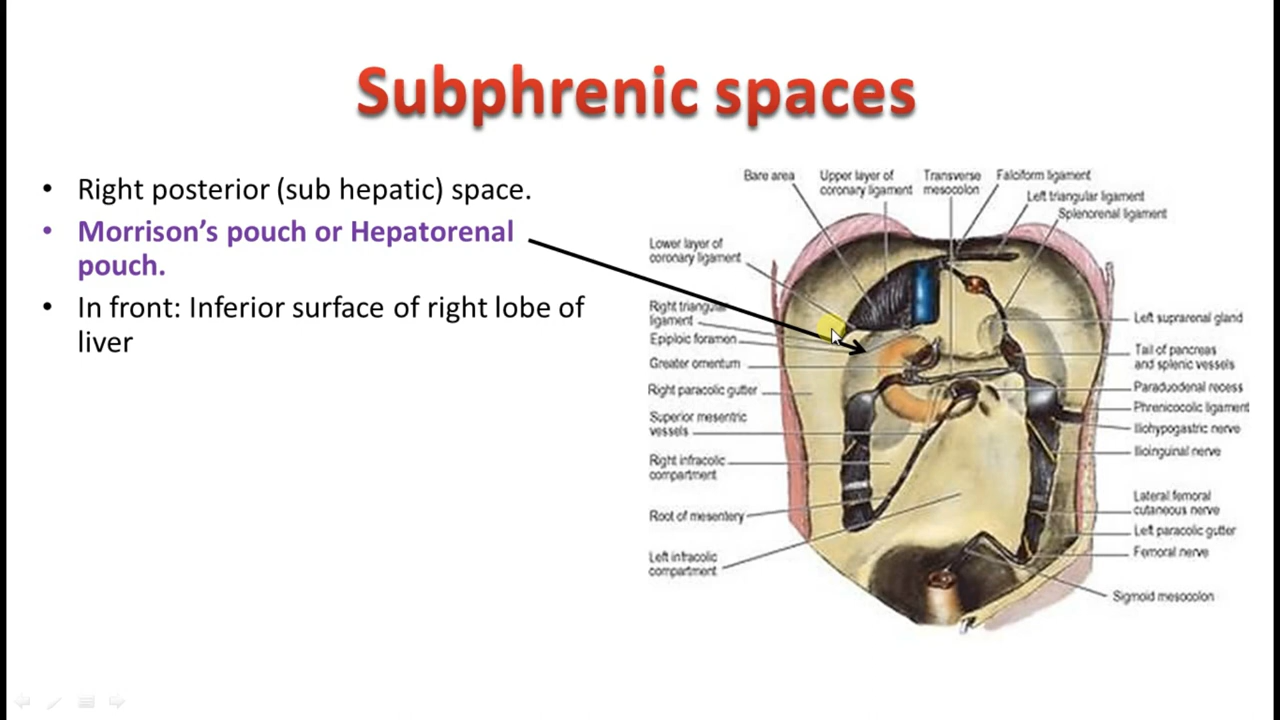 Subphrenic spaces
• Right posterior (sub hepatic) space.
• Morrison's pouch or Hepatorenal
pouch.
• In front: Inferior surface of right lobe of
liver
Bare area
Upper layer of
coronary ligament
Transverse
mesocolon
Falciform ligament
Left triangular ligament
Splenorenal ligament
Lower layer of
coronary ligament
Right triangular
ligament
Epiploic foramen
Greater omentum
Right paracolic gutter
Superior mesentric
vessels
Right infracolic
compartment
Root of mesentery
Left infracolic
compartment
Left suprarenal gland
Tail of pancreas
and splenic vessels
Paraduodenal recess
Phrenicocolic ligament
Iliohypogastric nerve
Ilioinguinal nerve
Lateral femoral
cutaneous nerve
Left paracolic gutter
Femoral nerve
Sigmoid mesocolon